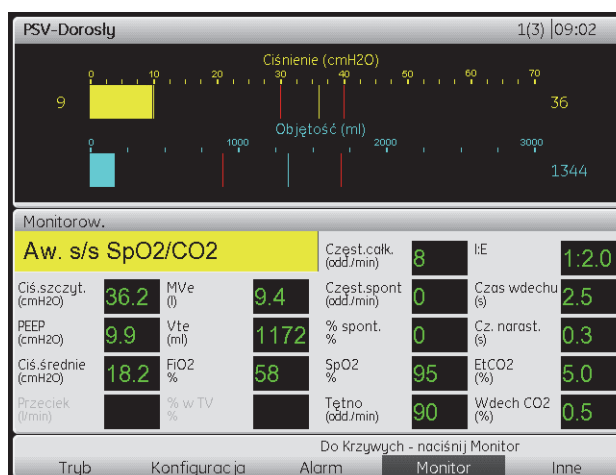 PSV-Dorosły 1(3) |09:02
Ciśnienie (cmH2O)
0 10 20 30 40 50 60 70
9 36
Objętość (ml)
0 1000 2000 3000
1344
Monitorow.
Aw. s/s SpO2/CO2
Częst.całk. (odd./min) 8 I:E 1:2.0
Ciś.szczyt. (cmH2O) 36.2 MVe (l) 9.4 Częst.spont (odd./min) 0 Czas wdechu (s) 2.5
PEEP (cmH2O) 9.9 Vte (ml) 1172 % spont. % 0 Cz. narast. (s) 0.3
Ciś.średnie (cmH2O) 18.2 FiO2 % 58 SpO2 % 95 EtCO2 (%) 5.0
Przeciek (l/min) % w TV % Tętno (odd./min) 90 Wdech CO2 (%) 0.5
Do Krzywych - naciśnij Monitor
Tryb Konfiguracja Alarm Monitor Inne